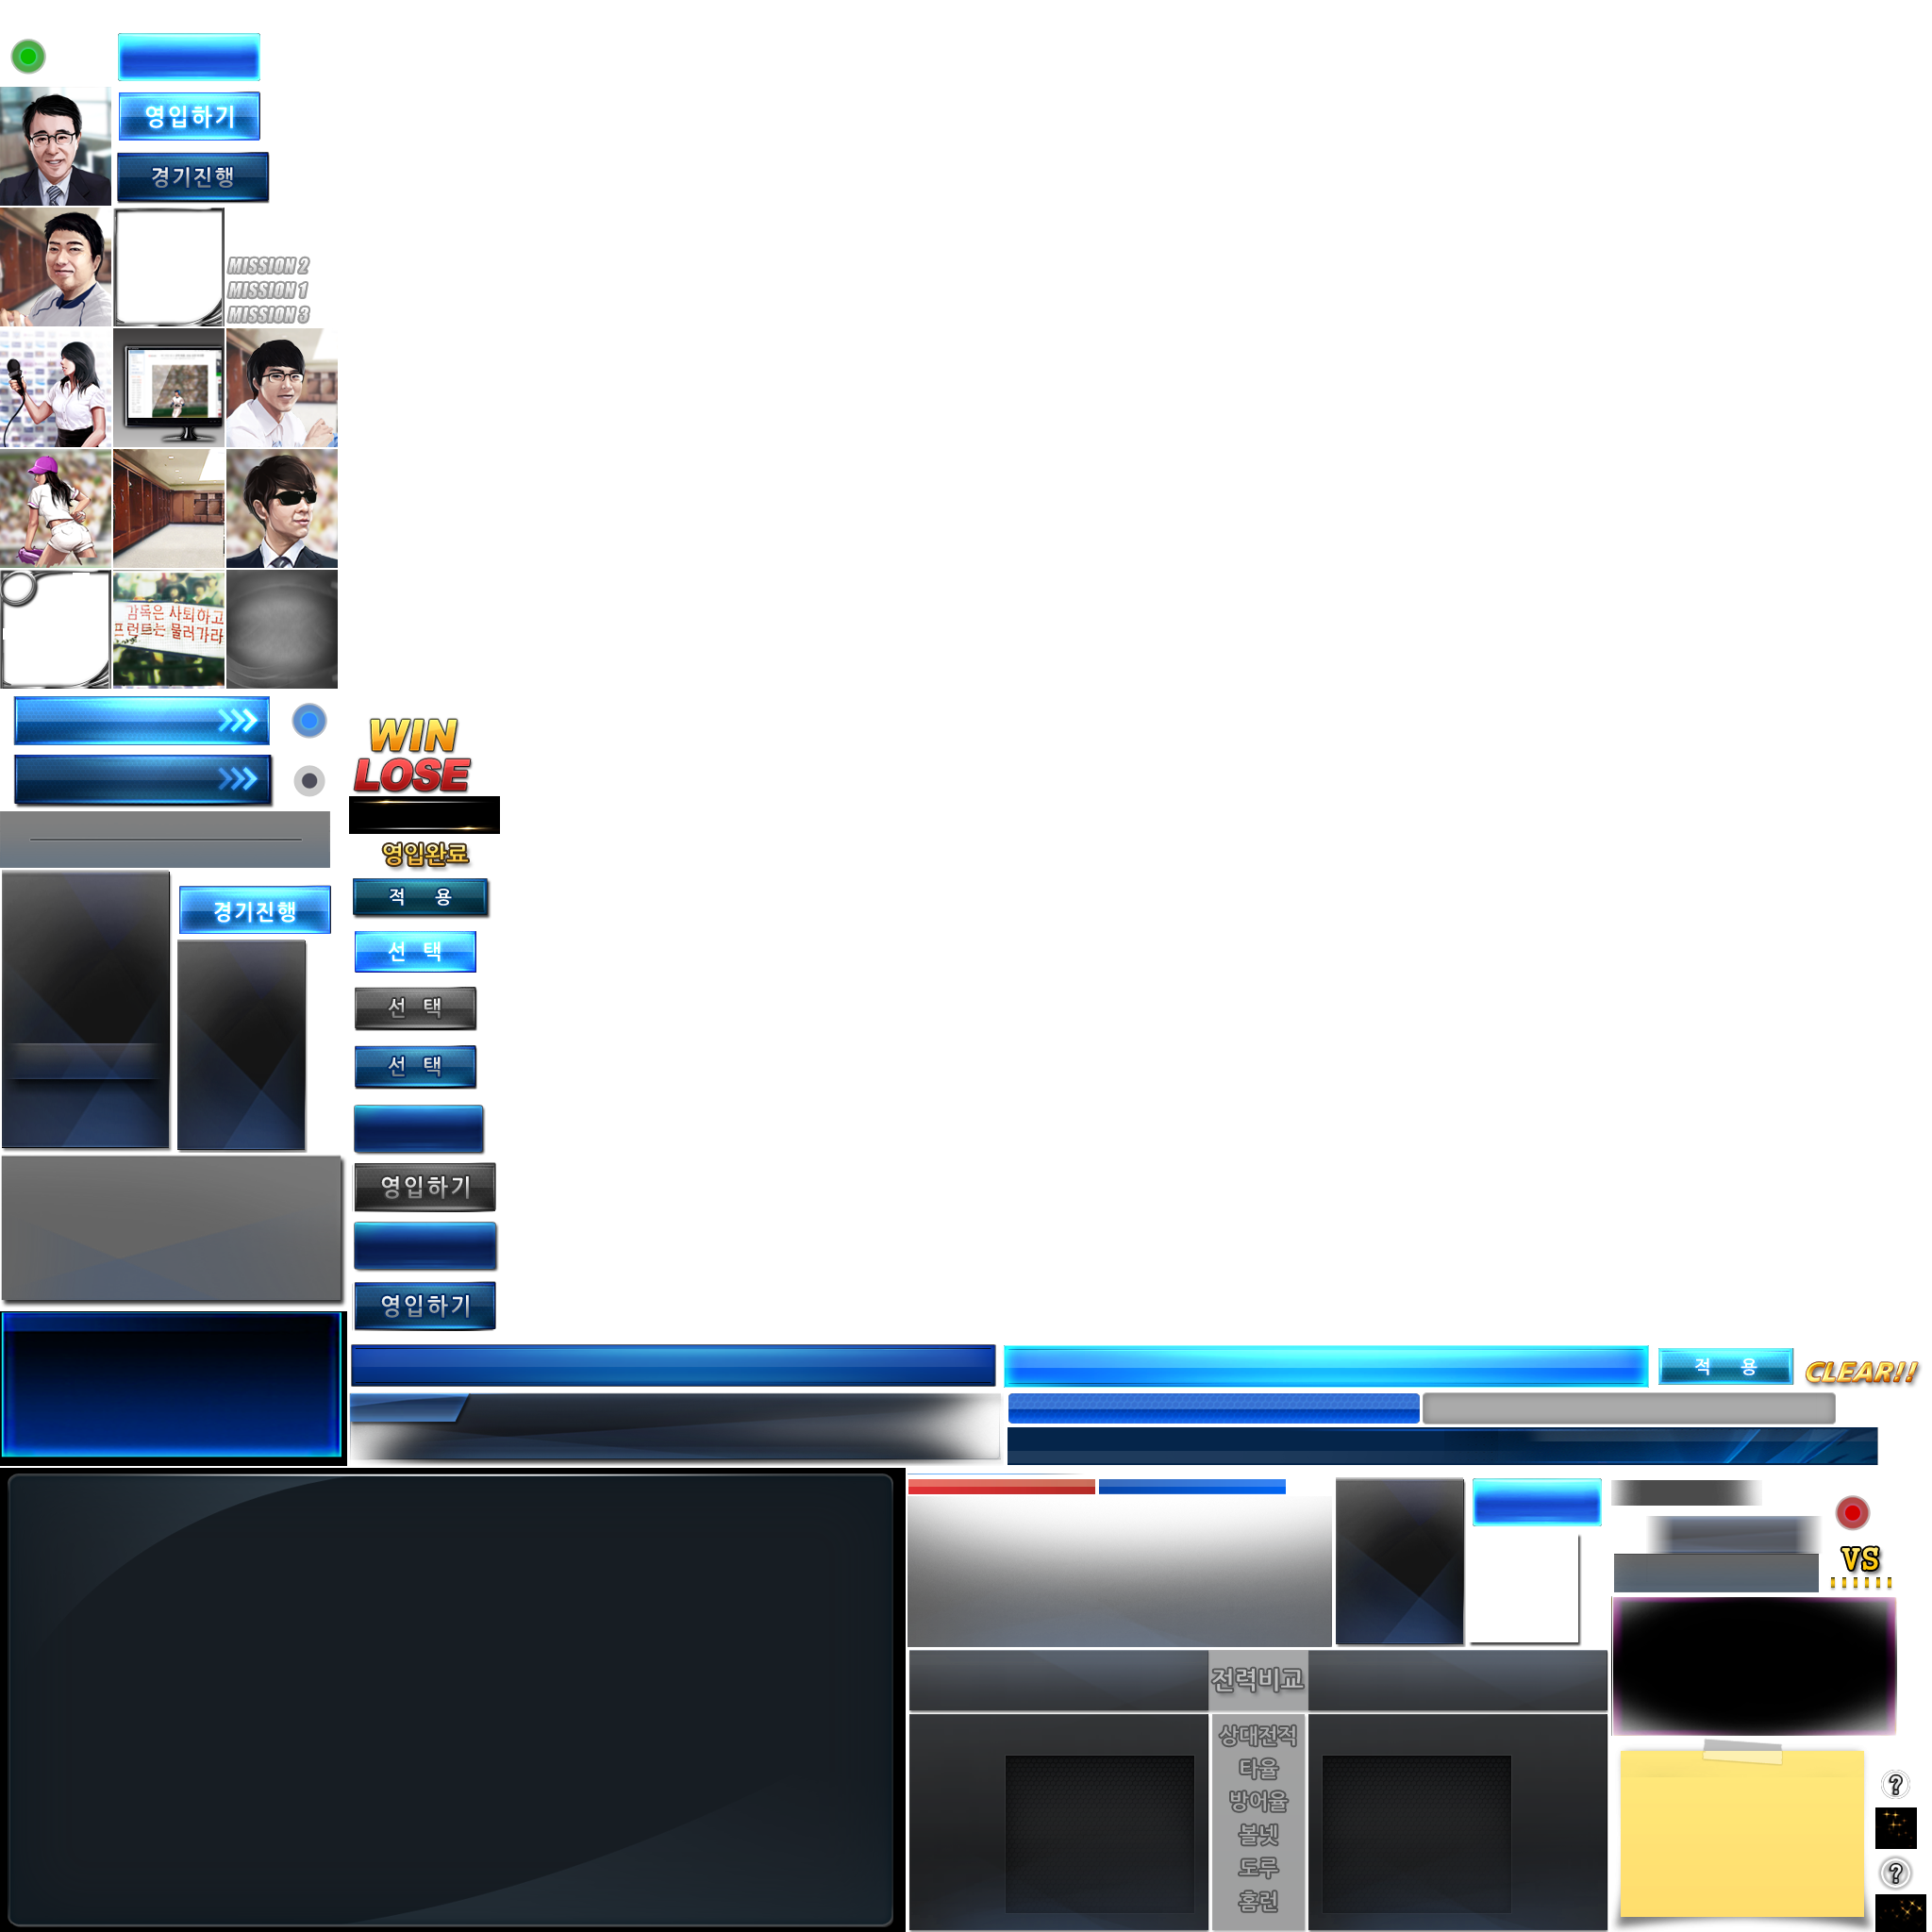 영입하기
경기진행
MISSION 2
MISSION 1
MISSION 3
감독은 사퇴하고
프런트는 물러가라
WIN
LOSE
영입완료
적 용
경기진행
선 택
선 택
선 택
영입하기
영입하기
적 용
CLEAR!!
VS
전력비교
상대전적
타율
방어율
볼넷
도루
홈런
?
?